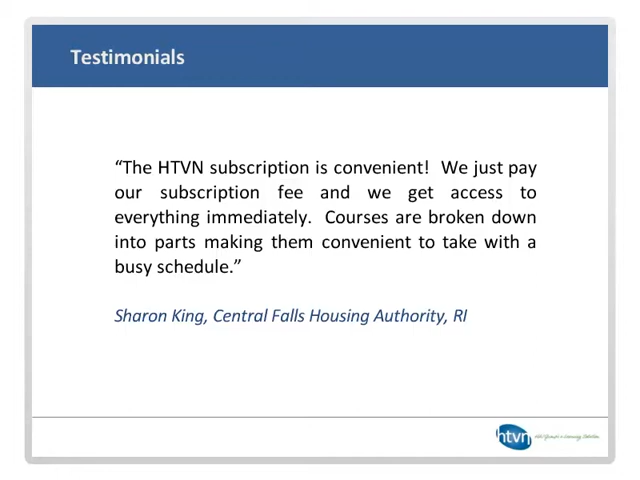 Testimonials
“The HTVN subscription is convenient!  We just pay
our subscription fee and we get access to
everything immediately.  Courses are broken down
into parts making them convenient to take with a
busy schedule.”
Sharon King, Central Falls Housing Authority, RI
htvn